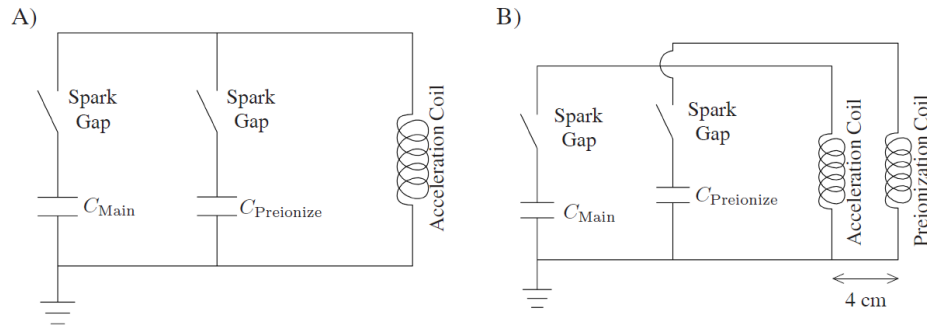 A)
Spark
Gap
Spark
Gap
C_Main
C_Preionize
Acceleration Coil
B)
Spark
Gap
Spark
Gap
C_Main
C_Preionize
Acceleration Coil
Preionization Coil
4 cm